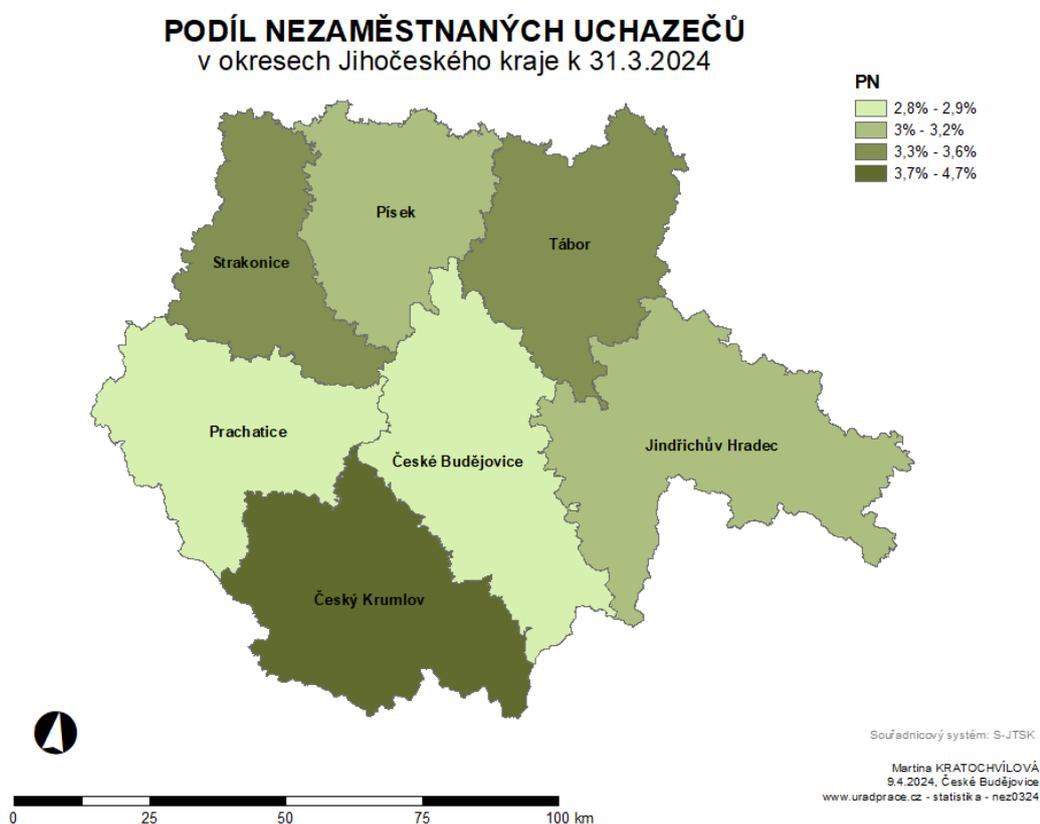 PODÍL NEZAMĚSTNANÝCH UCHAZEČŮ
v okresech Jihočeského kraje k 31.3.2024
PN
2,8% - 2,9%
3% - 3,2%
3,3% - 3,6%
3,7% - 4,7%
Písek
Tábor
Strakonice
Prachatice
Jindřichův Hradec
České Budějovice
Český Krumlov
Souřadnicový systém: S-JTSK
Martina KRATOCHVÍLOVÁ
9.4.2024, České Budějovice
www.uradprace.cz - statistika - nez0324
0 25 50 75 100 km